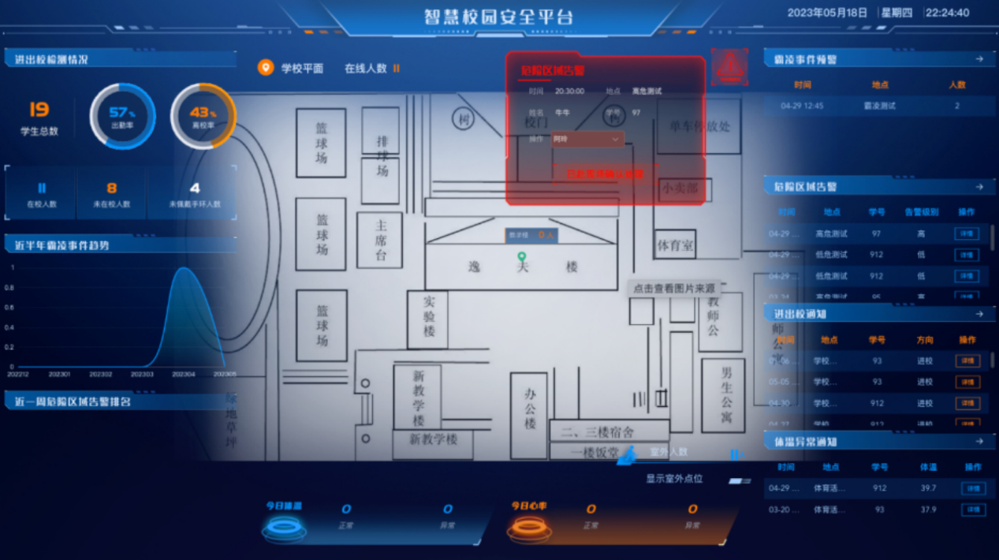 智慧校园安全平台
2023年05月18日 星期四 22:24:40
进出校检测情况
19
学生总数
57%
出勤率
43%
离校率
11
在校人数
8
未在校人数
4
未佩戴手环人数
近半年霸凌事件趋势
1
0.8
0.6
0.4
0.2
0
202212 202301 202302 202303 202304 202305
近一周危险区域告警排名
学校平面 在线人数 11
危险区域告警
时间 20:30:00 地点 高危测试
姓名 牛牛 学号 97
操作 阿玲
树
校门
树
单车停放处
小卖部
体育室
篮球场
排球场
篮球场
主席台
篮球场
教学楼 0 人
逸夫楼
点击查看图片来源
实验楼
教师公
师公
新教学楼
新教学楼
办公楼
男生公寓
二、三楼宿舍
一楼饭堂
绿地草坪
室外人数 11
显示室外点位
今日体温
0
正常
0
异常
今日心率
0
正常
0
异常
霸凌事件预警 →
时间 地点 人数
04-29 12:45 霸凌测试 2
危险区域告警 →
时间 地点 学号 告警级别 操作
04-29 ... 高危测试 97 高 详情
04-29 ... 低危测试 912 低 详情
04-29 ... 低危测试 912 低 详情
03-24 ... 高危测试 95 高 详情
进出校通知 →
时间 地点 学号 方向 操作
05-06 ... 学校... 93 进校 详情
05-05 ... 学校... 93 进校 详情
04-30 ... 学校... 912 进校 详情
04-27 ... 学校... 912 进校 详情
体温异常通知 →
时间 地点 学号 体温 操作
04-29 ... 体育活... 912 39.7 详情
03-20 ... 体育活... 93 37.9 详情